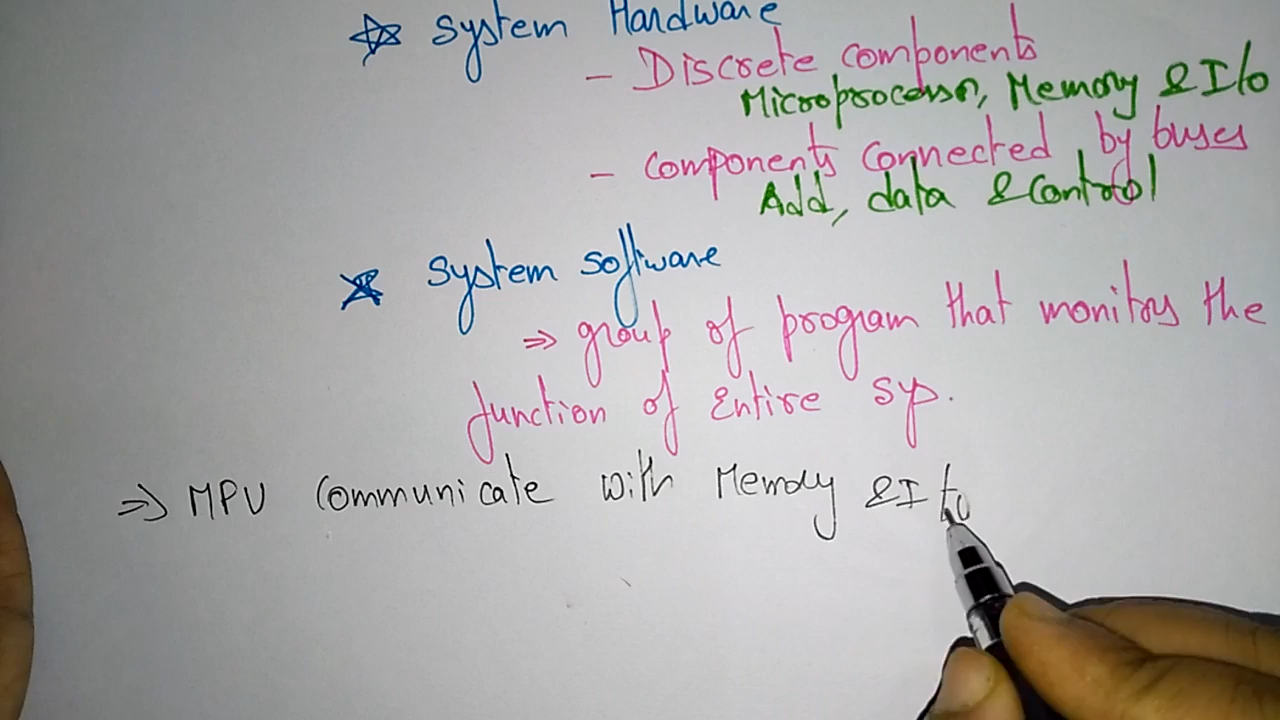 ☆ System Hardware
- Discrete components
Microprocessor, Memory & I/o
- Components Connected by buses
Add, data & Control
☆ System software
⇒ group of program that monitors the
function of Entire sys.
⇒ MPU Communicate with Memory & I/o